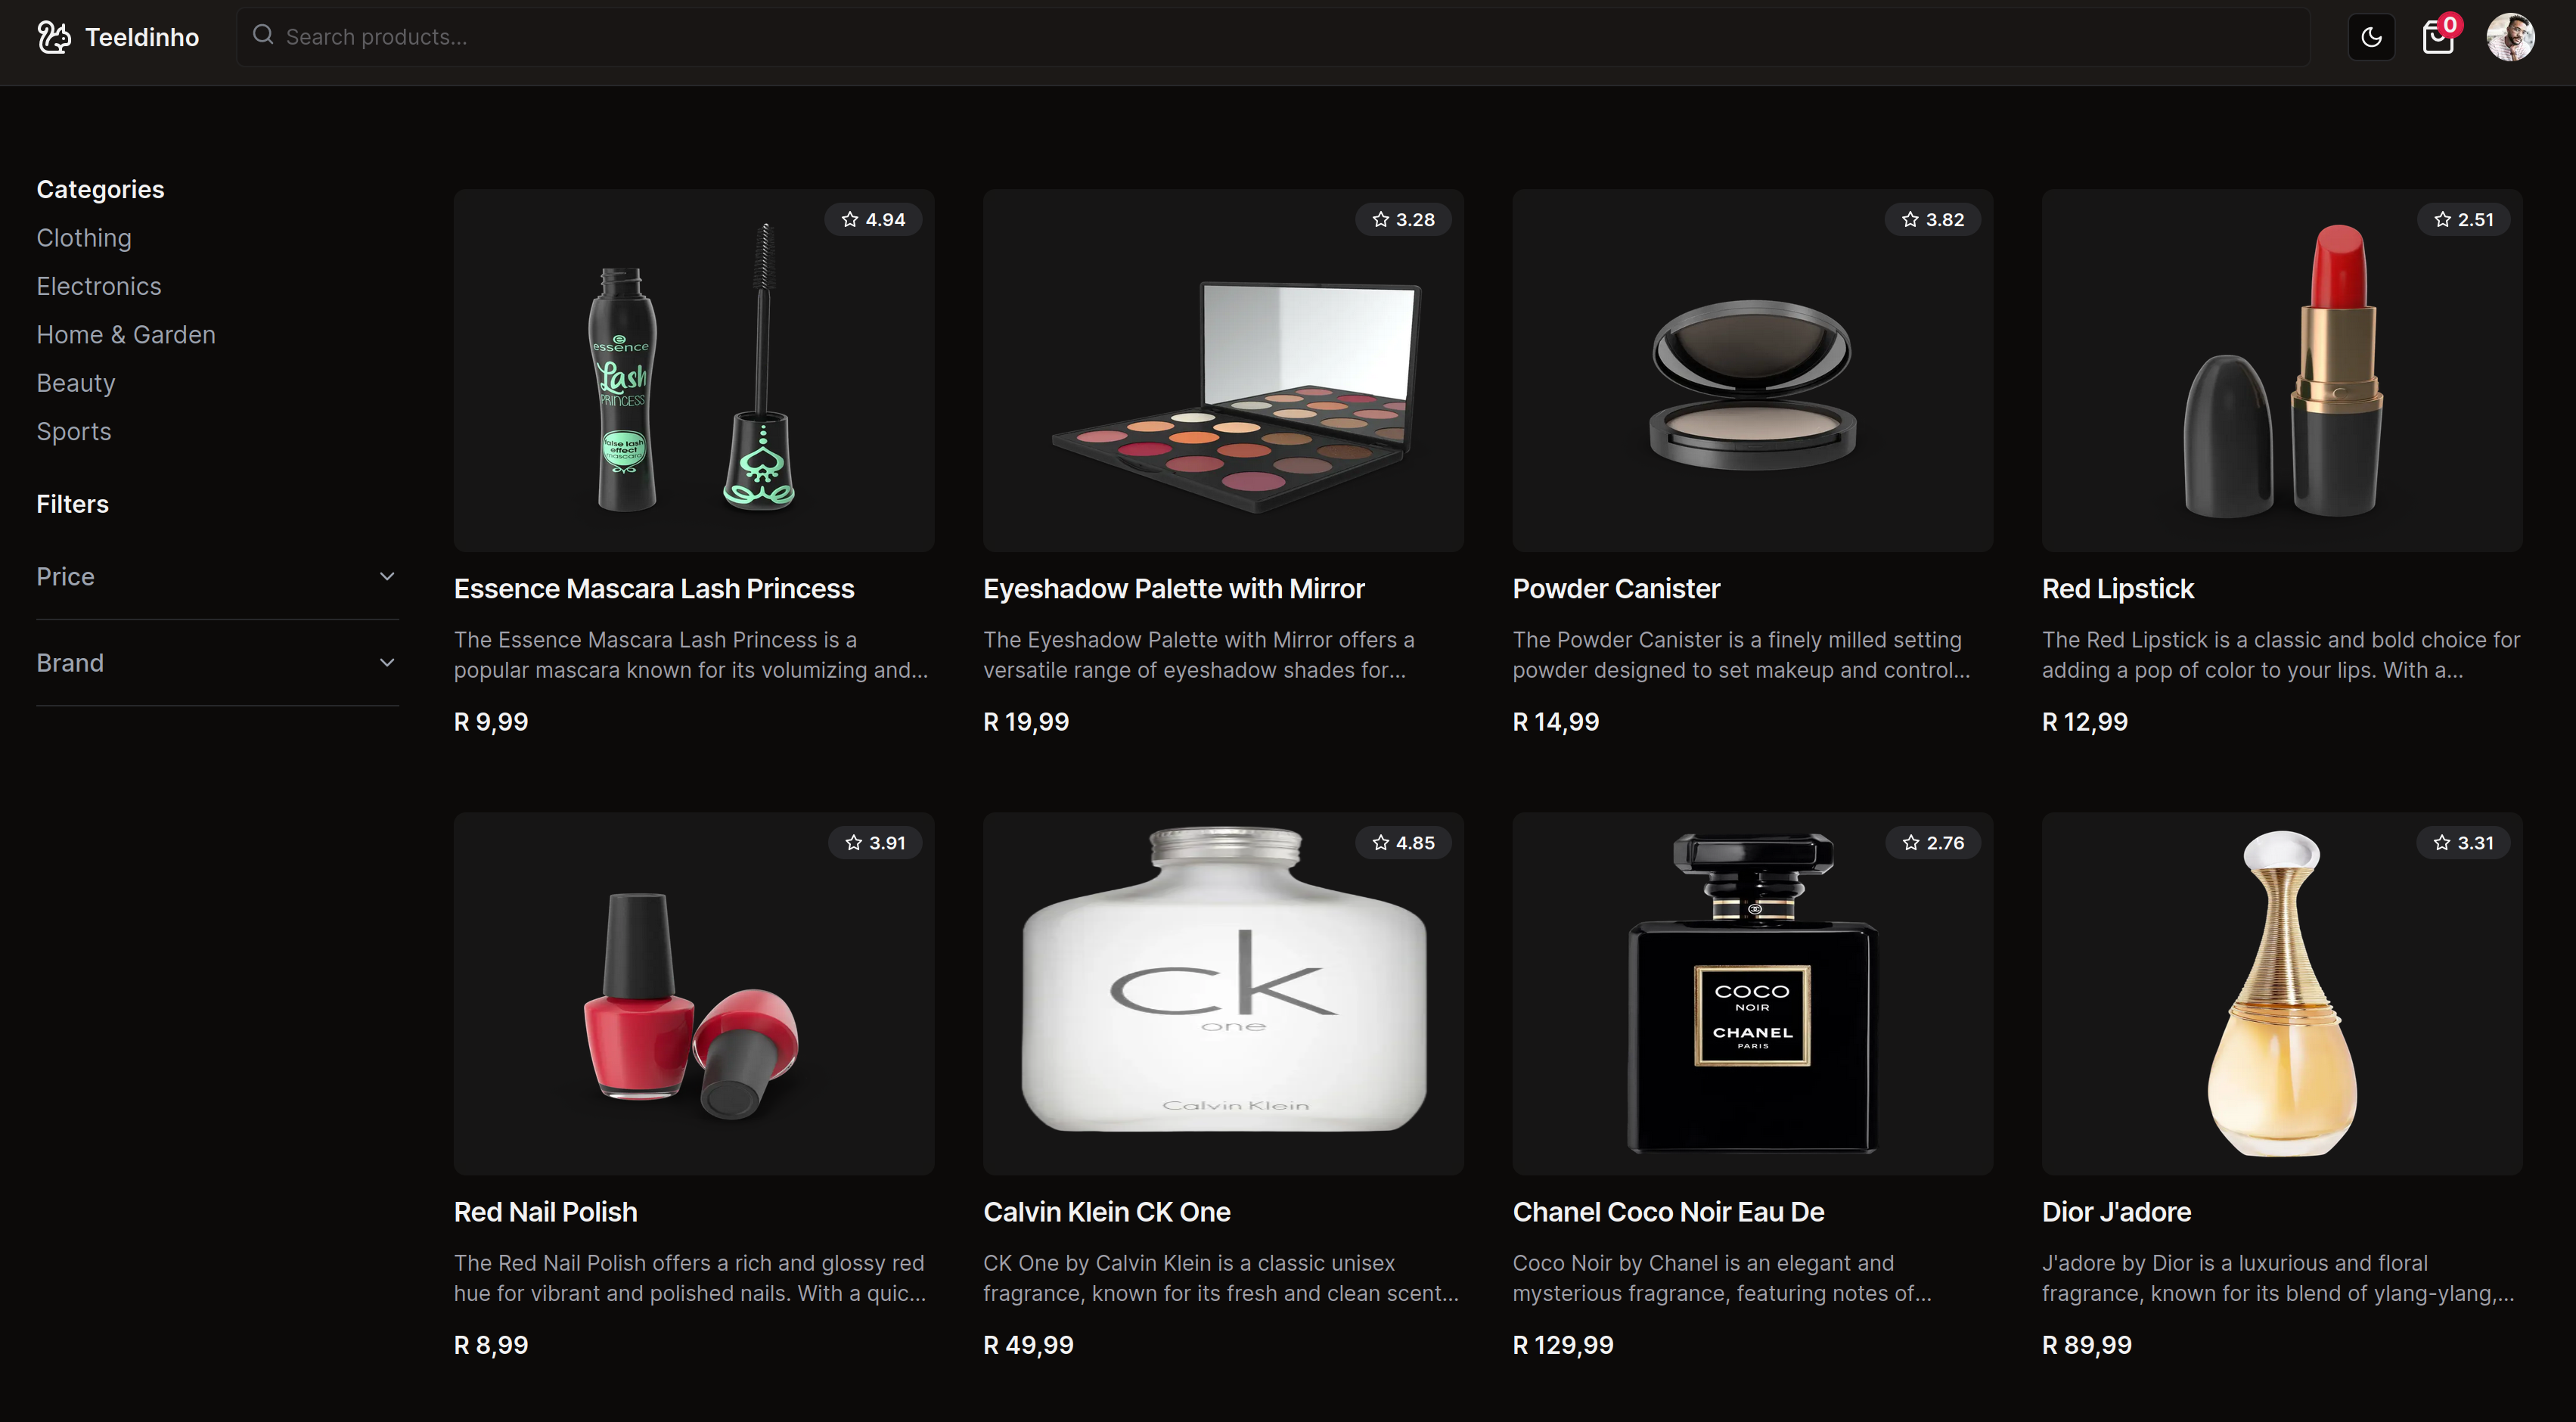 Teeldinho
Search products...
0
Categories
Clothing
Electronics
Home & Garden
Beauty
Sports
Filters
Price
Brand
4.94
essence
Lash
PRINCESS
false lash
effect
mascara
Essence Mascara Lash Princess
The Essence Mascara Lash Princess is a
popular mascara known for its volumizing and...
R 9,99
3.28
Eyeshadow Palette with Mirror
The Eyeshadow Palette with Mirror offers a
versatile range of eyeshadow shades for...
R 19,99
3.82
Powder Canister
The Powder Canister is a finely milled setting
powder designed to set makeup and control...
R 14,99
2.51
Red Lipstick
The Red Lipstick is a classic and bold choice for
adding a pop of color to your lips. With a...
R 12,99
3.91
Red Nail Polish
The Red Nail Polish offers a rich and glossy red
hue for vibrant and polished nails. With a quic...
R 8,99
4.85
ck
one
Calvin Klein
Calvin Klein CK One
CK One by Calvin Klein is a classic unisex
fragrance, known for its fresh and clean scent...
R 49,99
2.76
COCO
NOIR
CHANEL
PARIS
Chanel Coco Noir Eau De
Coco Noir by Chanel is an elegant and
mysterious fragrance, featuring notes of...
R 129,99
3.31
Dior J'adore
J'adore by Dior is a luxurious and floral
fragrance, known for its blend of ylang-ylang,...
R 89,99